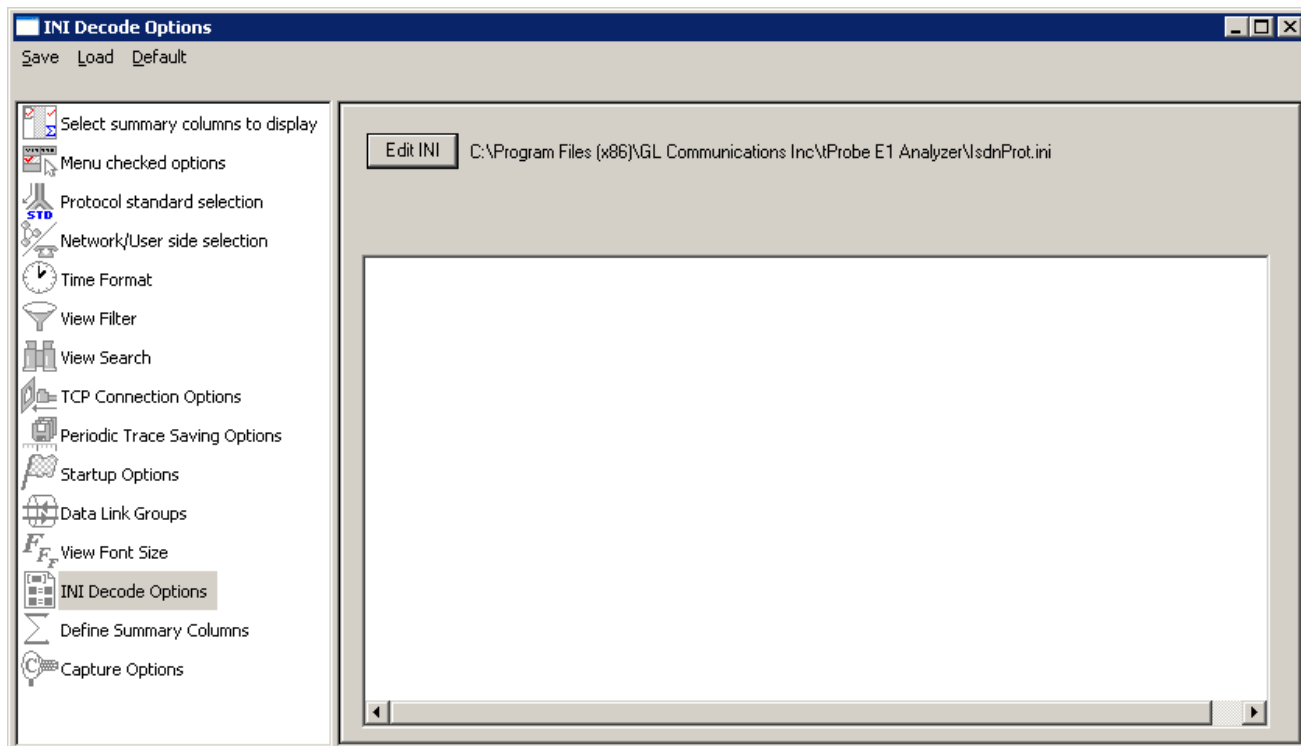 INI Decode Options
Save Load Default
Select summary columns to display
Menu checked options
STD
Protocol standard selection
Network/User side selection
Time Format
View Filter
View Search
TCP Connection Options
Periodic Trace Saving Options
Startup Options
Data Link Groups
FFF View Font Size
INI Decode Options
Define Summary Columns
Capture Options
Edit INI C:\Program Files (x86)\GL Communications Inc\tProbe E1 Analyzer\IsdnProt.ini